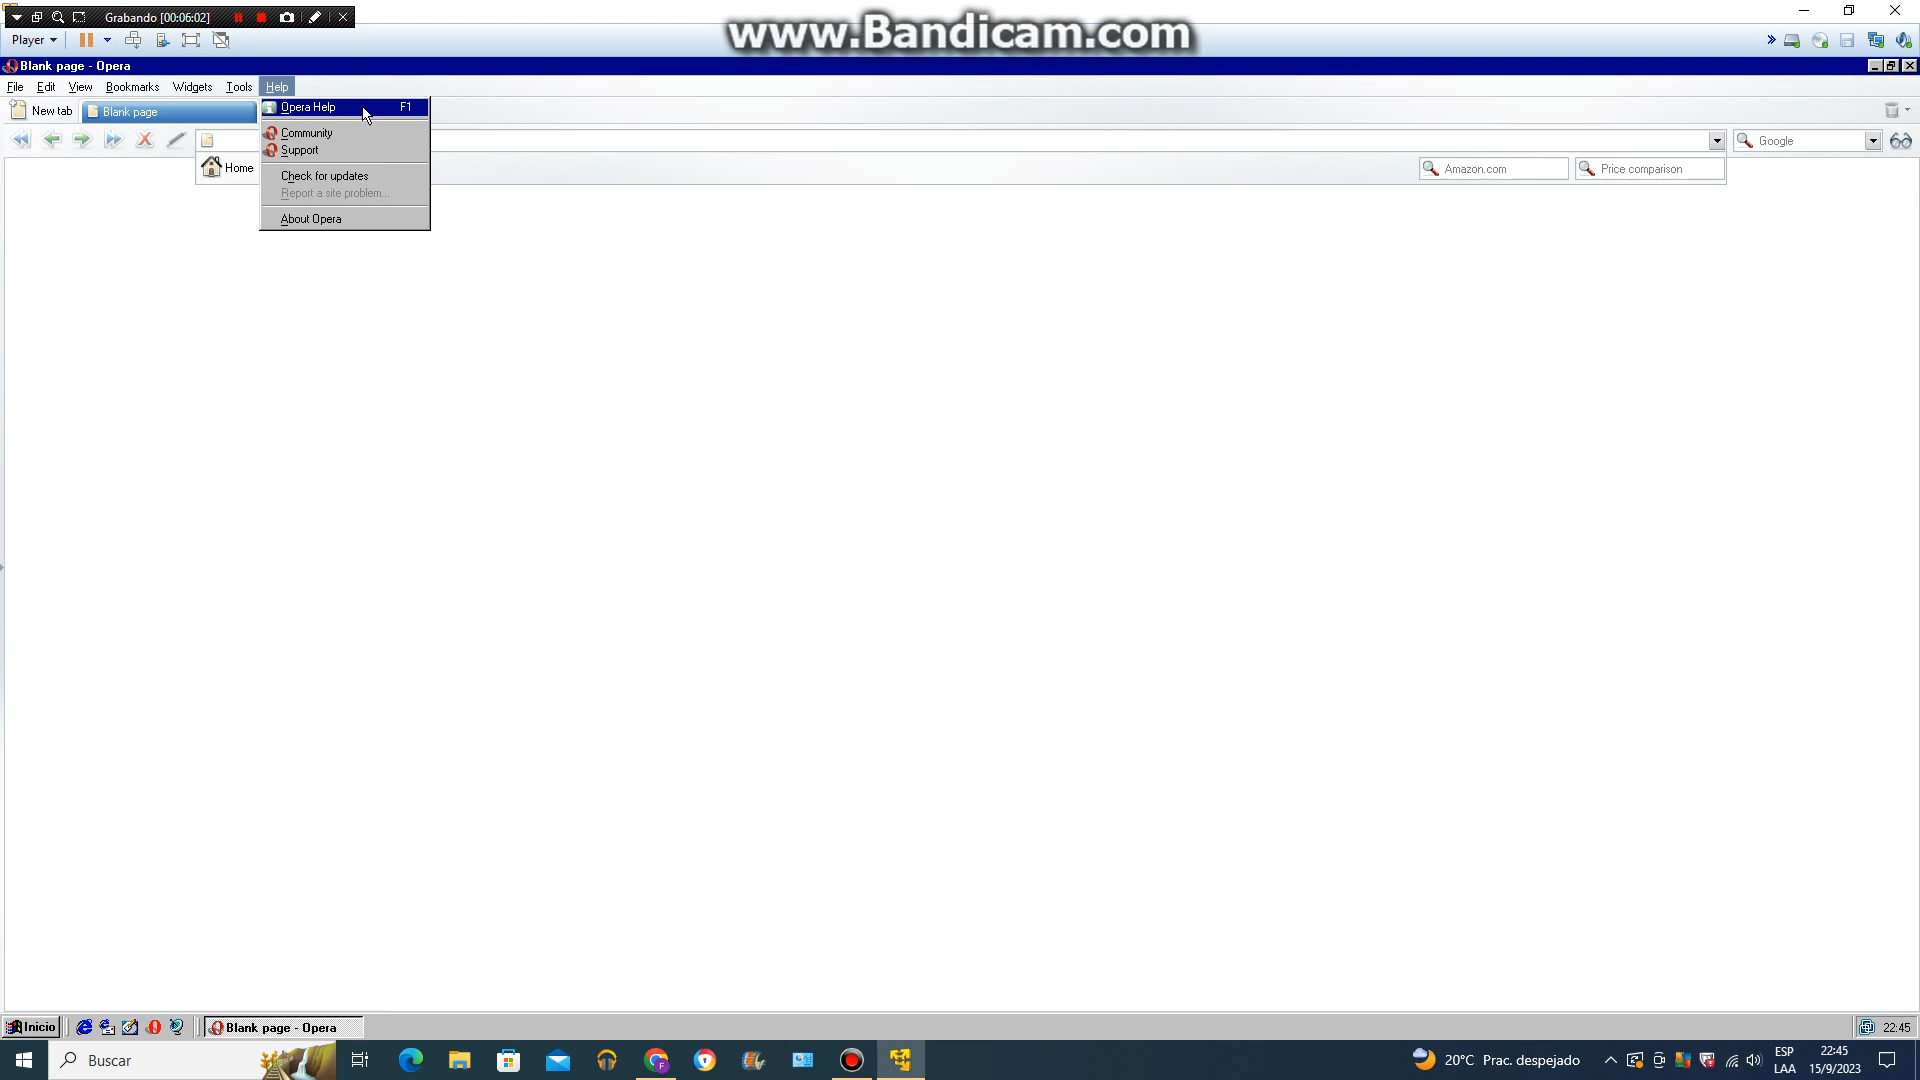 Grabando [00:06:02]
www.Bandicam.com
Player
Blank page - Opera
File Edit View Bookmarks Widgets Tools Help
New tab Blank page
Opera Help F1
Community
Support
Check for updates
Report a site problem...
About Opera
Google
Home
Amazon.com Price comparison
Inicio Blank page - Opera 22:45
Buscar 20°C Prac. despejado
ESP
LAA
22:45
15/9/2023